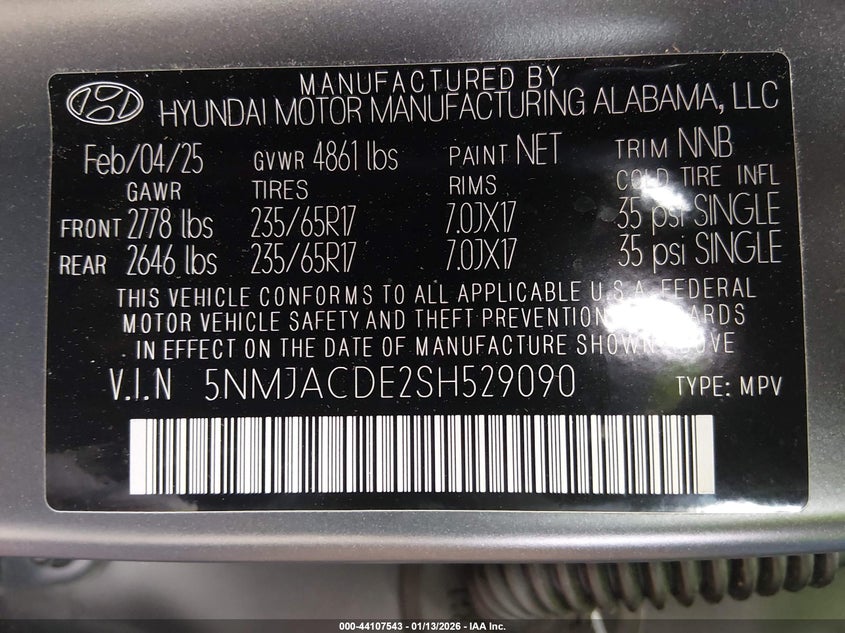 MANUFACTURED BY
HYUNDAI MOTOR MANUFACTURING ALABAMA, LLC
Feb/04/25 GVWR 4861 lbs PAINT NET TRIM NNB
GAWR TIRES RIMS COLD TIRE INFL
FRONT 2778 lbs 235/65R17 7.0JX17 35 psi SINGLE
REAR 2646 lbs 235/65R17 7.0JX17 35 psi SINGLE
THIS VEHICLE CONFORMS TO ALL APPLICABLE U.S.A. FEDERAL
MOTOR VEHICLE SAFETY AND THEFT PREVENTION STANDARDS
IN EFFECT ON THE DATE OF MANUFACTURE SHOWN ABOVE
V.I.N 5NMJACDE2SH529090 TYPE: MPV
000-44107543 - 01/13/2026 - IAA Inc.